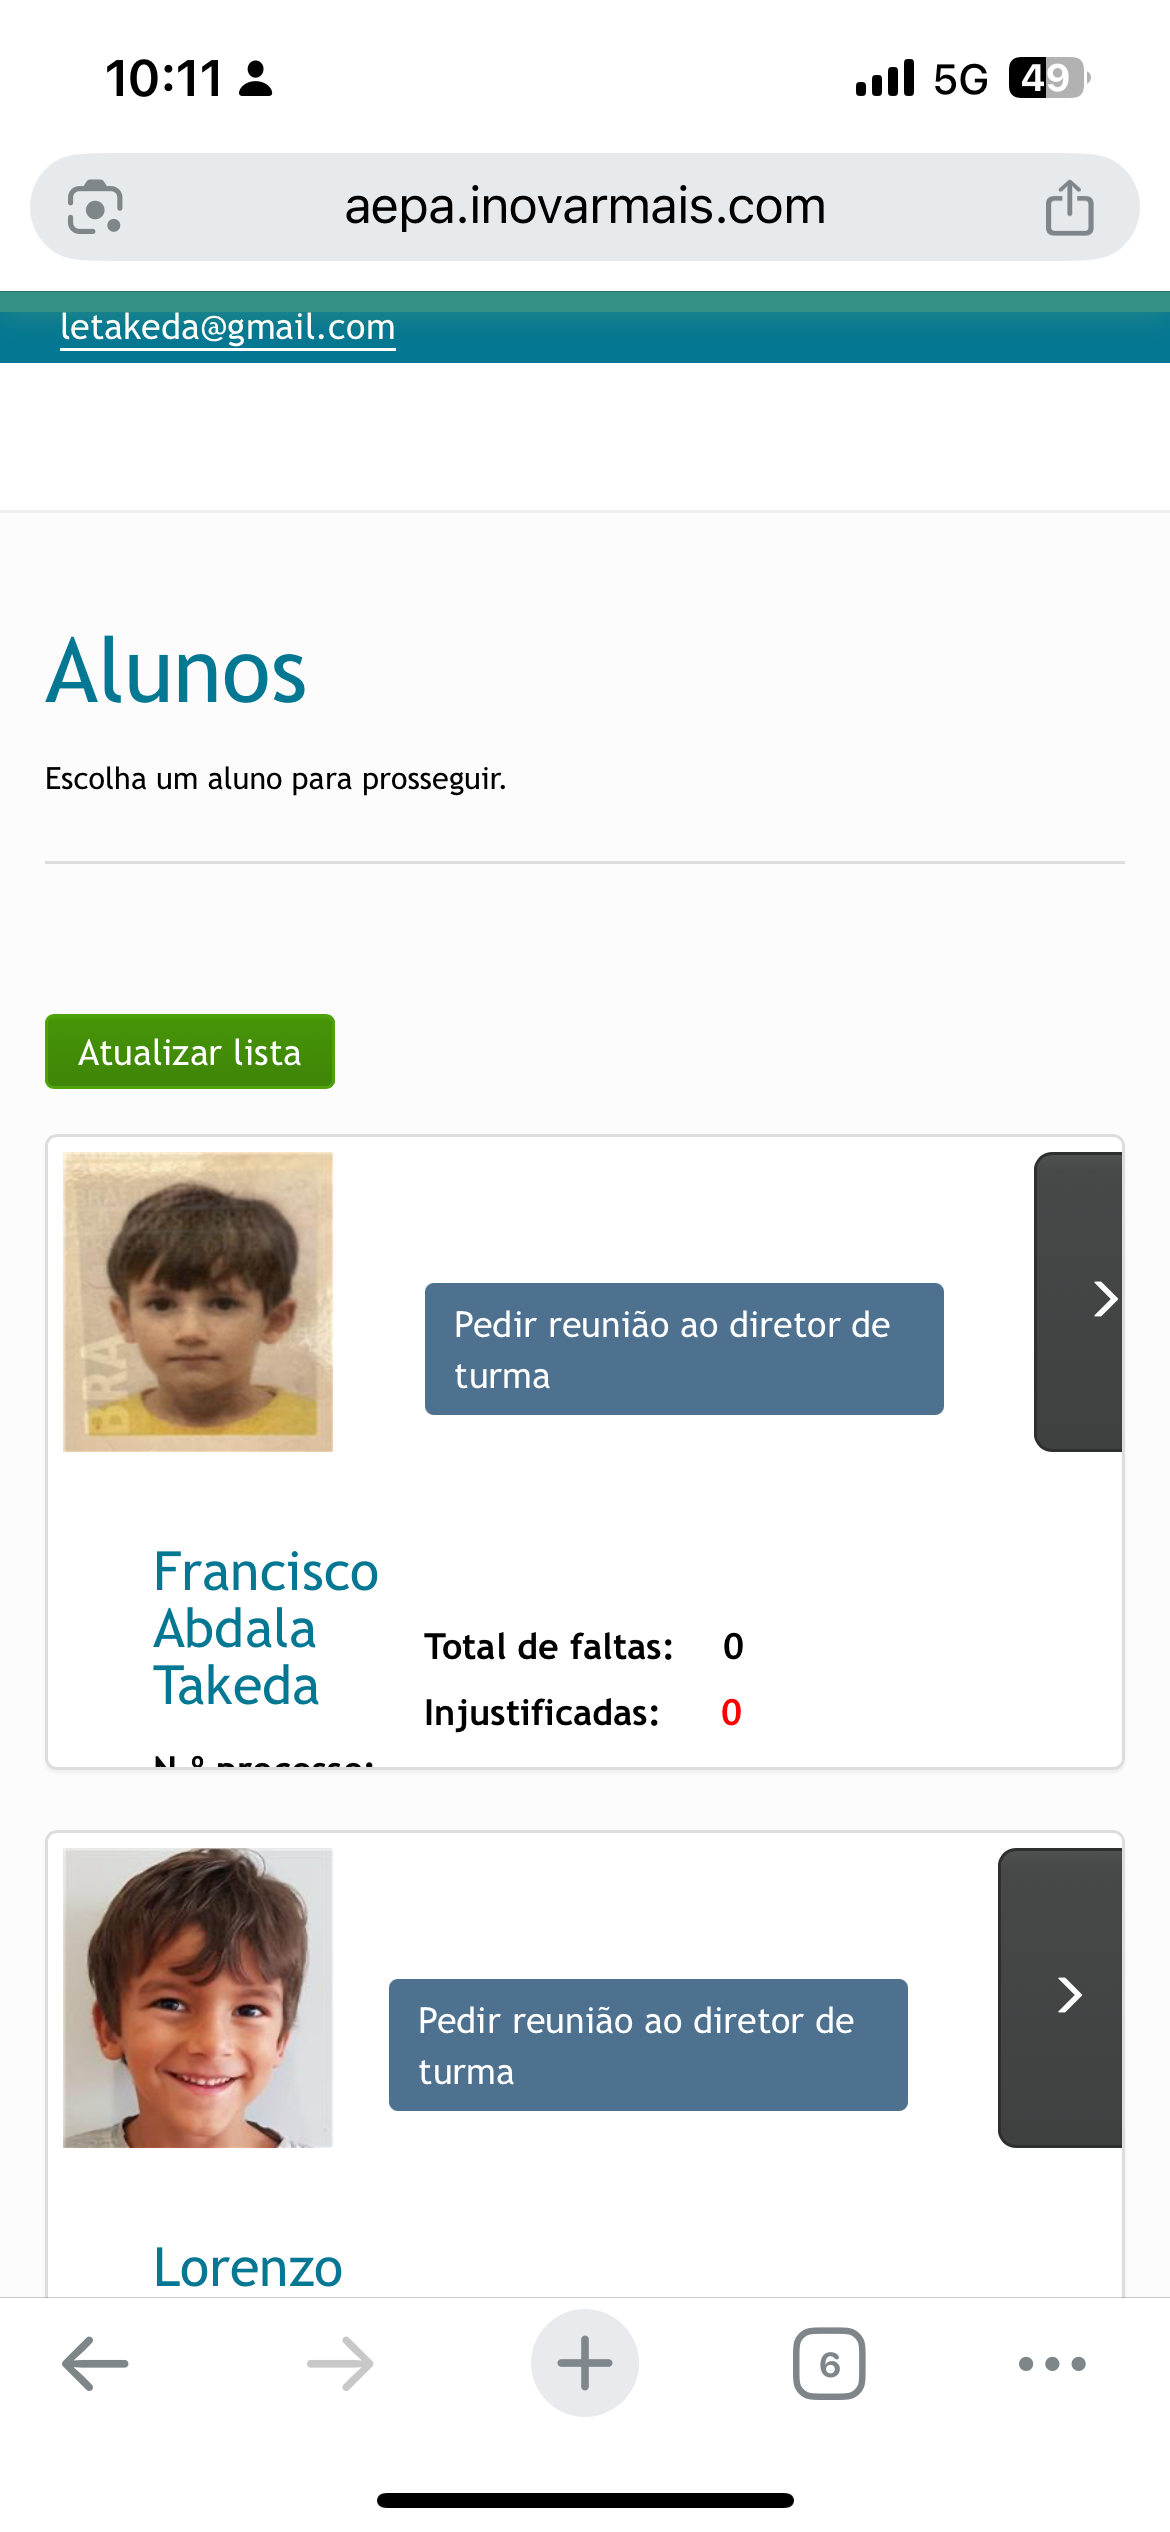 10:11
5G 49
aepa.inovarmais.com
letakeda@gmail.com
Alunos
Escolha um aluno para prosseguir.
Atualizar lista
Pedir reunião ao diretor de
turma
Francisco
Abdala
Takeda
Total de faltas: 0
Injustificadas: 0
N.º processo:
Pedir reunião ao diretor de
turma
Lorenzo
6